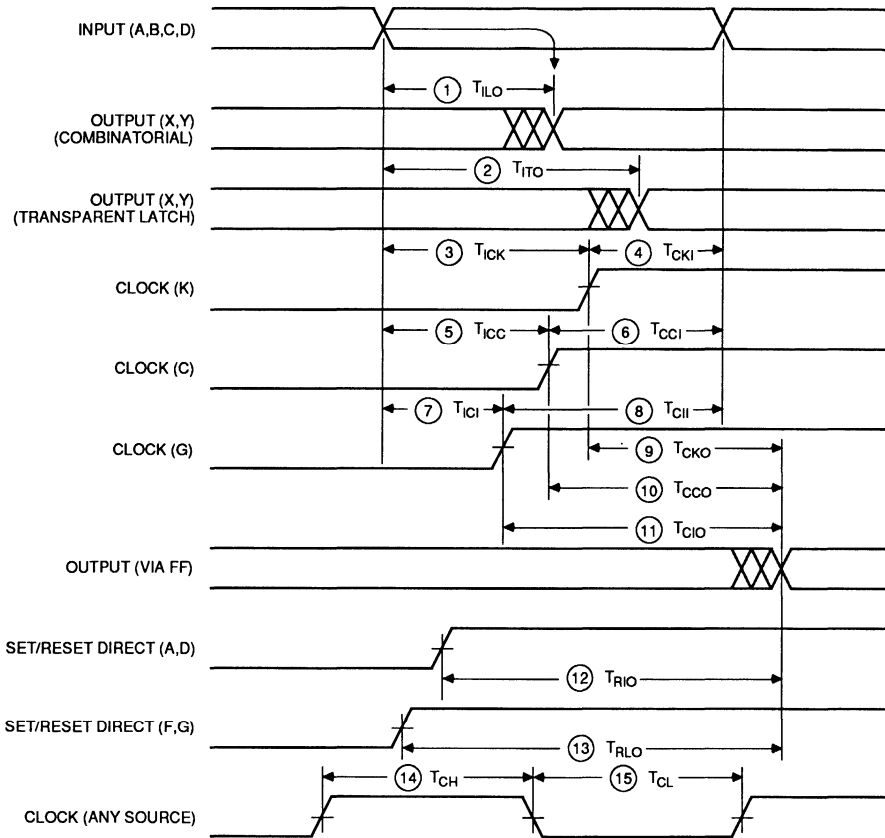 INPUT (A,B,C,D)
1 T_ILO
OUTPUT (X,Y)
(COMBINATORIAL)
2 T_ITO
OUTPUT (X,Y)
(TRANSPARENT LATCH)
3 T_ICK 4 T_CKI
CLOCK (K)
5 T_ICC 6 T_CCI
CLOCK (C)
7 T_ICI 8 T_CII
CLOCK (G)
9 T_CKO
10 T_CCO
11 T_CIO
OUTPUT (VIA FF)
SET/RESET DIRECT (A,D)
12 T_RIO
SET/RESET DIRECT (F,G)
13 T_RLO
14 T_CH 15 T_CL
CLOCK (ANY SOURCE)